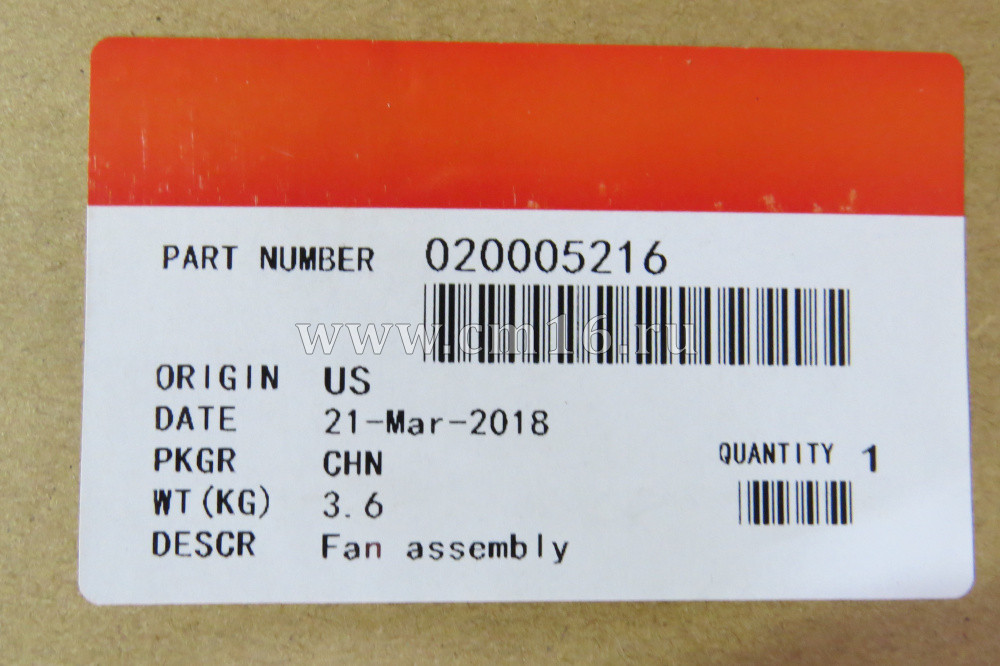 PART NUMBER 020005216
www.cm16.ru
ORIGIN US
DATE 21-Mar-2018
PKGR CHN
QUANTITY 1
WT(KG) 3.6
DESCR Fan assembly